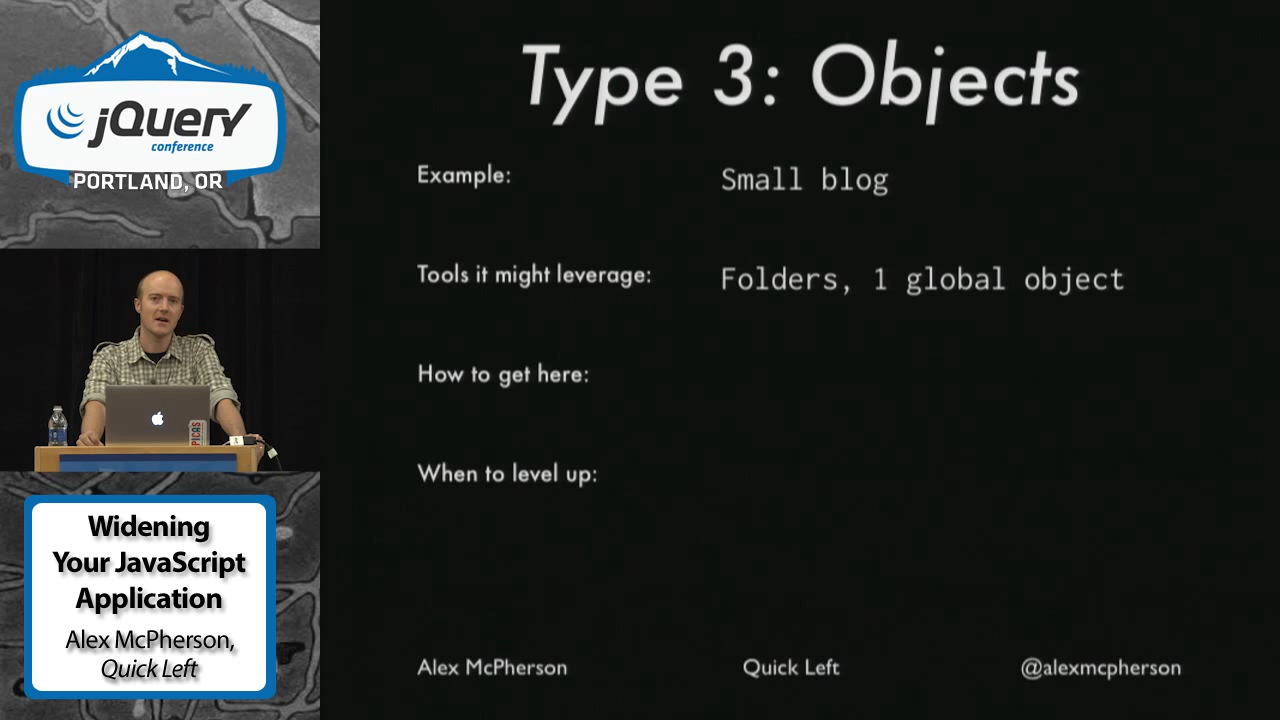 jQuery
conference
PORTLAND, OR
Type 3: Objects
Example:
Small blog
Tools it might leverage:
Folders, 1 global object
How to get here:
When to level up:
PICAS
Widening
Your JavaScript
Application
Alex McPherson,
Quick Left
Alex McPherson
Quick Left
@alexmcpherson